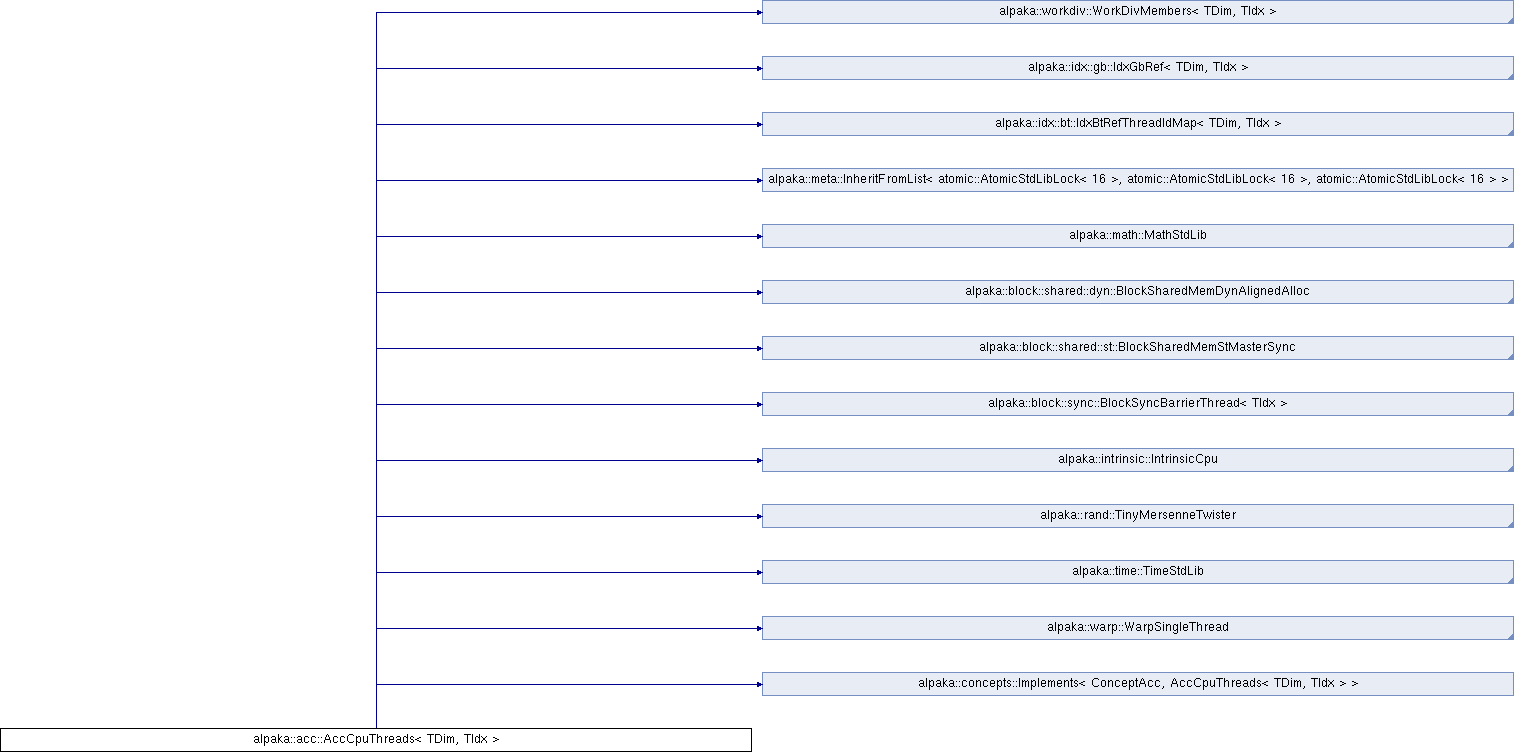 alpaka::workdiv::WorkDivMembers< TDim, TIdx >
alpaka::idx::gb::IdxGbRef< TDim, TIdx >
alpaka::idx::bt::IdxBtRefThreadIdMap< TDim, TIdx >
alpaka::meta::InheritFromList< atomic::AtomicStdLibLock< 16 >, atomic::AtomicStdLibLock< 16 >, atomic::AtomicStdLibLock< 16 > >
alpaka::math::MathStdLib
alpaka::block::shared::dyn::BlockSharedMemDynAlignedAlloc
alpaka::block::shared::st::BlockSharedMemStMasterSync
alpaka::block::sync::BlockSyncBarrierThread< TIdx >
alpaka::intrinsic::IntrinsicCpu
alpaka::rand::TinyMersenneTwister
alpaka::time::TimeStdLib
alpaka::warp::WarpSingleThread
alpaka::concepts::Implements< ConceptAcc, AccCpuThreads< TDim, TIdx > >
alpaka::acc::AccCpuThreads< TDim, TIdx >